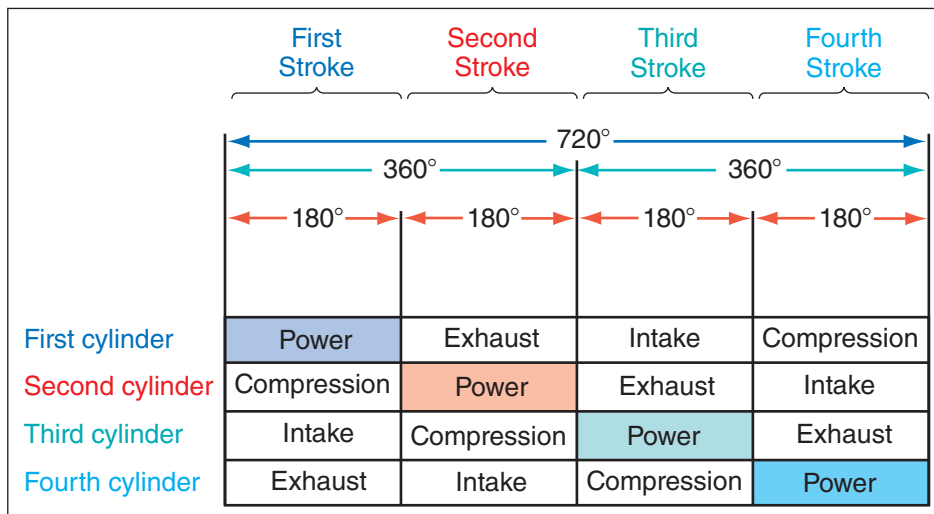 First Second Third Fourth
Stroke Stroke Stroke Stroke
720°
360° 360°
180° 180° 180° 180°
First cylinder Power Exhaust Intake Compression
Second cylinder Compression Power Exhaust Intake
Third cylinder Intake Compression Power Exhaust
Fourth cylinder Exhaust Intake Compression Power